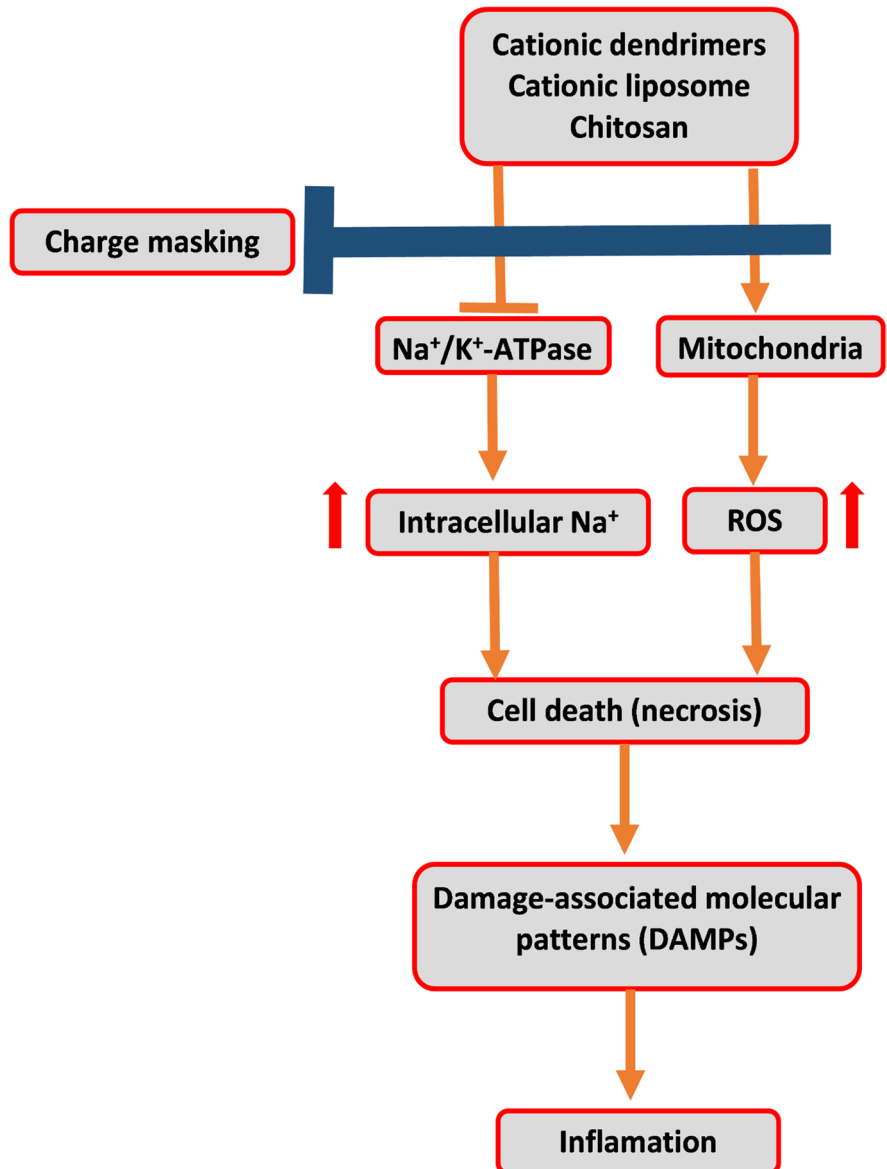 Cationic dendrimers
Cationic liposome
Chitosan
Charge masking
Na⁺/K⁺-ATPase
Mitochondria
Intracellular Na⁺
ROS
Cell death (necrosis)
Damage-associated molecular
patterns (DAMPs)
Inflamation